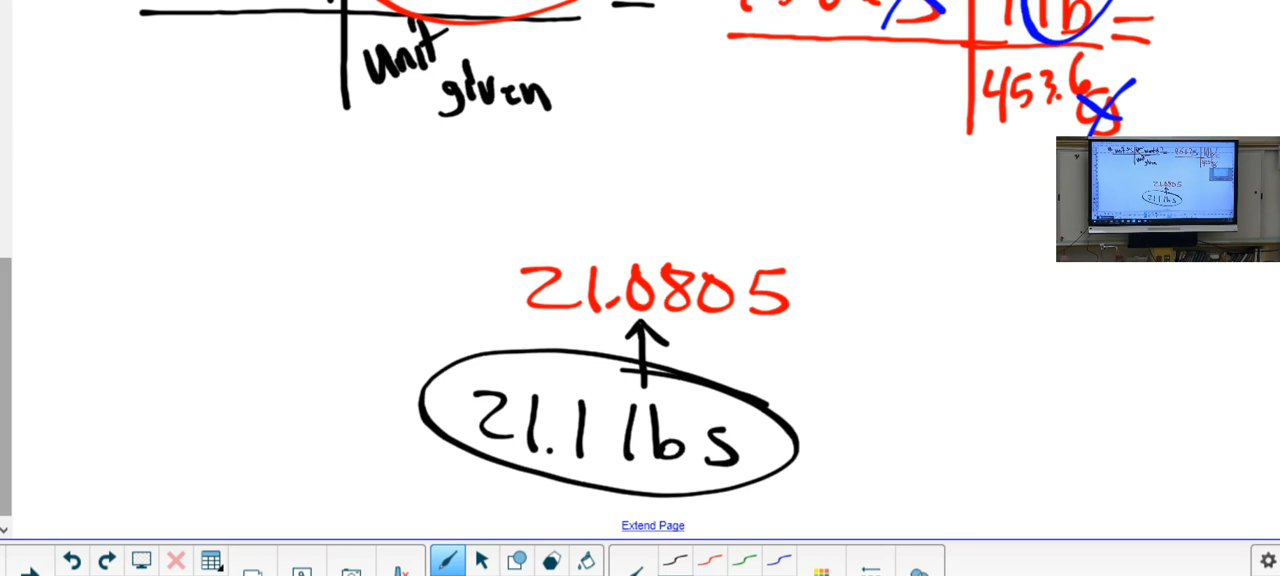 unit
given
=
1 lb =
453.6 g
21.0805
21.1 lbs
Extend Page